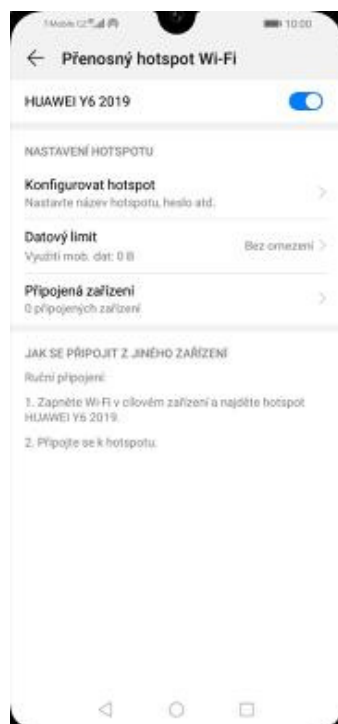 T-Mobile CZ
10:00
Přenosný hotspot Wi-Fi
HUAWEI Y6 2019
NASTAVENÍ HOTSPOTU
Konfigurovat hotspot
Nastavte název hotspotu, heslo atd.
Datový limit
Bez omezení
Využití mob. dat: 0 B
Připojená zařízení
0 připojených zařízení
JAK SE PŘIPOJIT Z JINÉHO ZAŘÍZENÍ
Ruční připojení:
1. Zapněte Wi-Fi v cílovém zařízení a najděte hotspot
HUAWEI Y6 2019.
2. Připojte se k hotspotu.